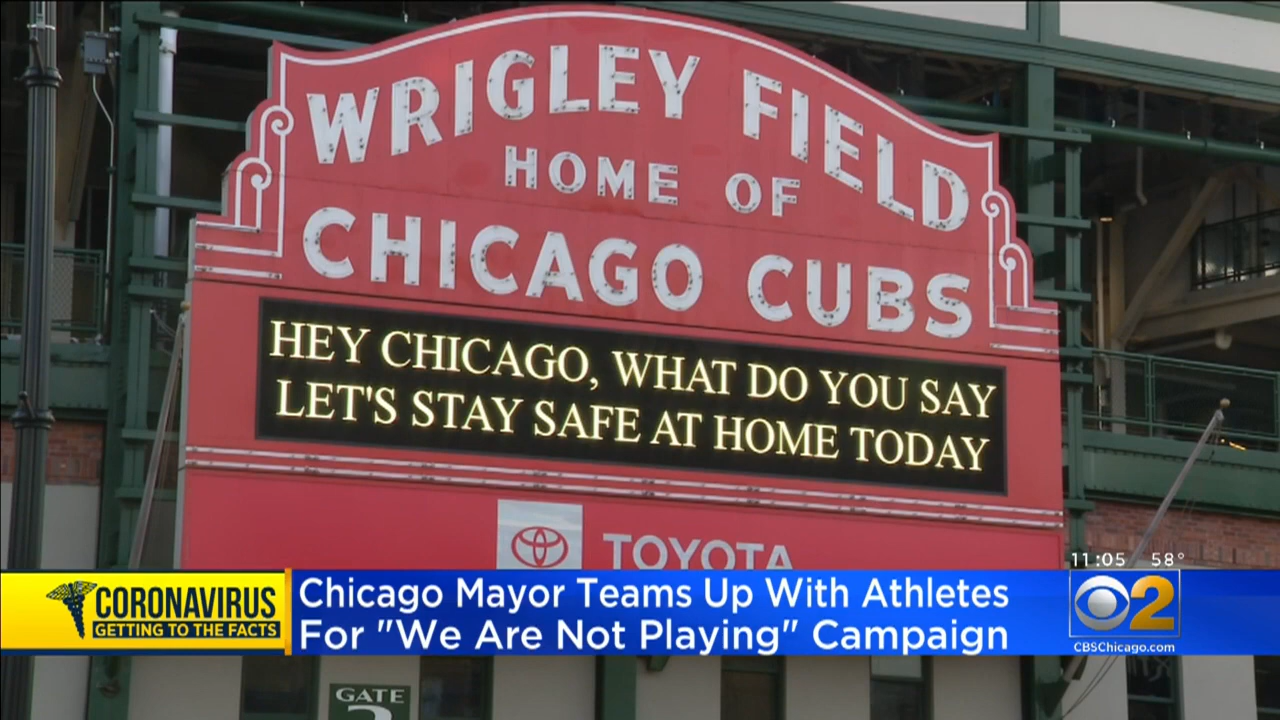 WRIGLEY FIELD
HOME OF
CHICAGO CUBS
HEY CHICAGO, WHAT DO YOU SAY
LET'S STAY SAFE AT HOME TODAY
TOYOTA
11:05 58°
CORONAVIRUS
GETTING TO THE FACTS
Chicago Mayor Teams Up With Athletes
For "We Are Not Playing" Campaign
2
CBSChicago.com
GATE